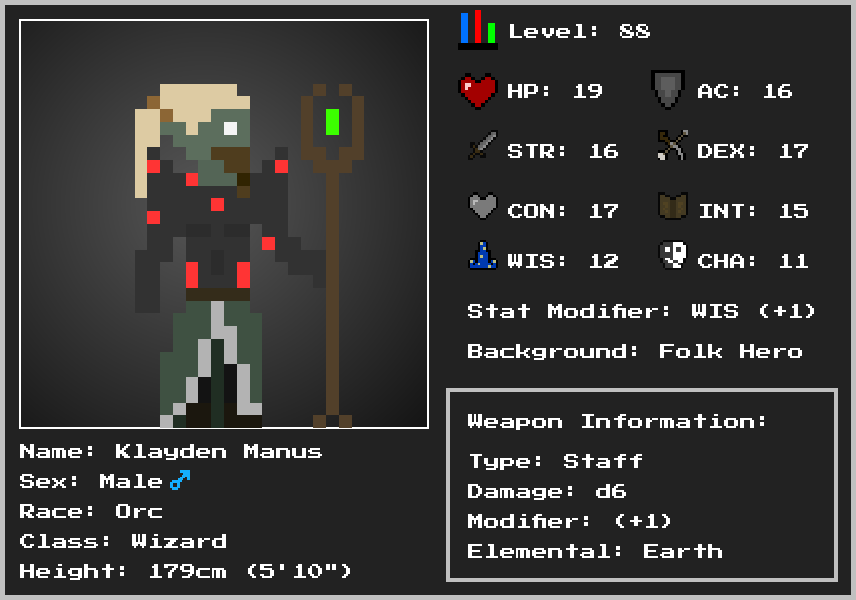 Level: 88
HP: 19 AC: 16
STR: 16 DEX: 17
CON: 17 INT: 15
WIS: 12 CHA: 11
Stat Modifier: WIS (+1)
Background: Folk Hero
Weapon Information:
Type: Staff
Damage: d6
Modifier: (+1)
Elemental: Earth
Name: Klayden Manus
Sex: Male ♂
Race: Orc
Class: Wizard
Height: 179cm (5'10")